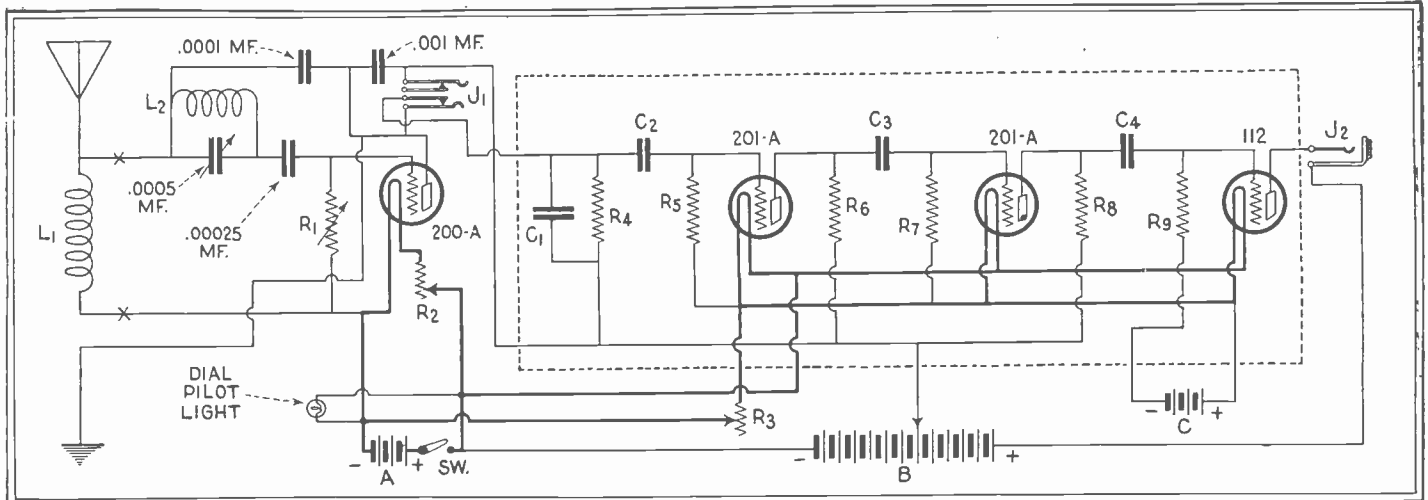 .0001 MF.
.001 MF.
J1
L2
C2
201-A
C3
201-A
C4
112
J2
.0005
MF.
.00025
MF.
L1
R1
200-A
R2
C1
R4
R5
R6
R7
R8
R9
DIAL
PILOT
LIGHT
R3
- A +
SW.
- B +
- C +